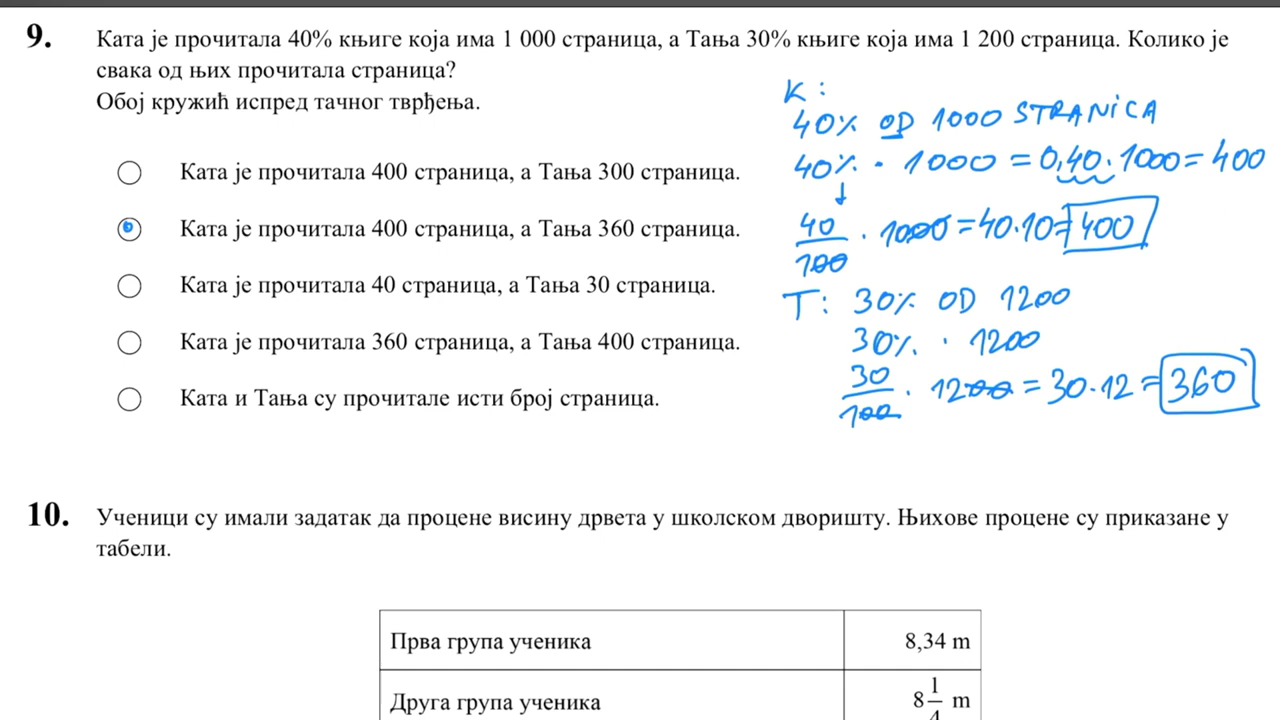 9. Ката је прочитала 40% књиге која има 1 000 страница, а Тања 30% књиге која има 1 200 страница. Колико је
свака од њих прочитала страница?
Обој кружић испред тачног тврђења.
Ката је прочитала 400 страница, а Тања 300 страница.
Ката је прочитала 400 страница, а Тања 360 страница.
Ката је прочитала 40 страница, а Тања 30 страница.
Ката је прочитала 360 страница, а Тања 400 страница.
Ката и Тања су прочитале исти број страница.
K:
40% OD 1000 STRANICA
40% · 1000 = 0,40 · 1000 = 400
↓
40/100 · 1000 = 40·10 = 400
T: 30% OD 1200
30% · 1200
30/100 · 1200 = 30·12 = 360
10. Ученици су имали задатак да процене висину дрвета у школском дворишту. Њихове процене су приказане у
табели.
Прва група ученика 8,34 m
Друга група ученика 8 1/4 m